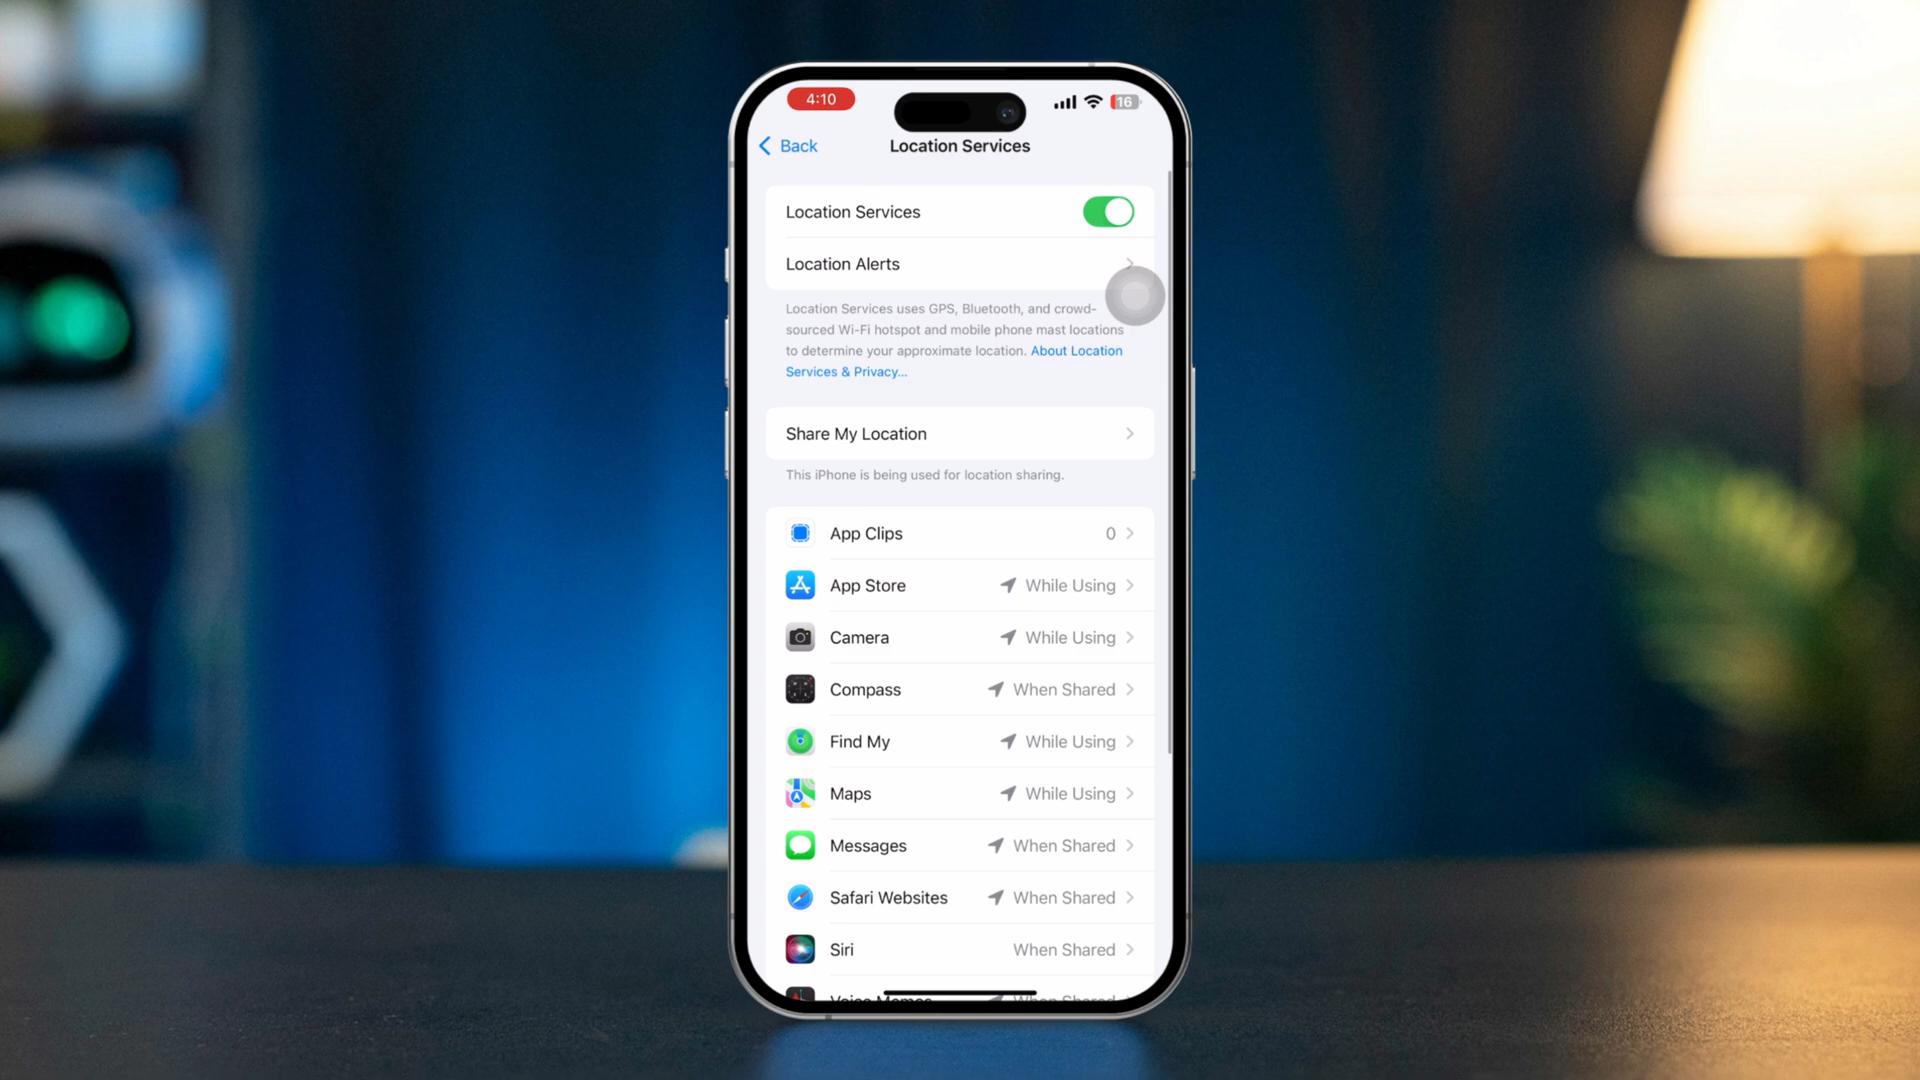 4:10
16
Back
Location Services
Location Services
Location Alerts
Location Services uses GPS, Bluetooth, and crowd-
sourced Wi-Fi hotspot and mobile phone mast locations
to determine your approximate location. About Location
Services & Privacy...
Share My Location
This iPhone is being used for location sharing.
App Clips 0
App Store While Using
Camera While Using
Compass When Shared
Find My While Using
Maps While Using
Messages When Shared
Safari Websites When Shared
Siri When Shared
Voice Memos When Shared